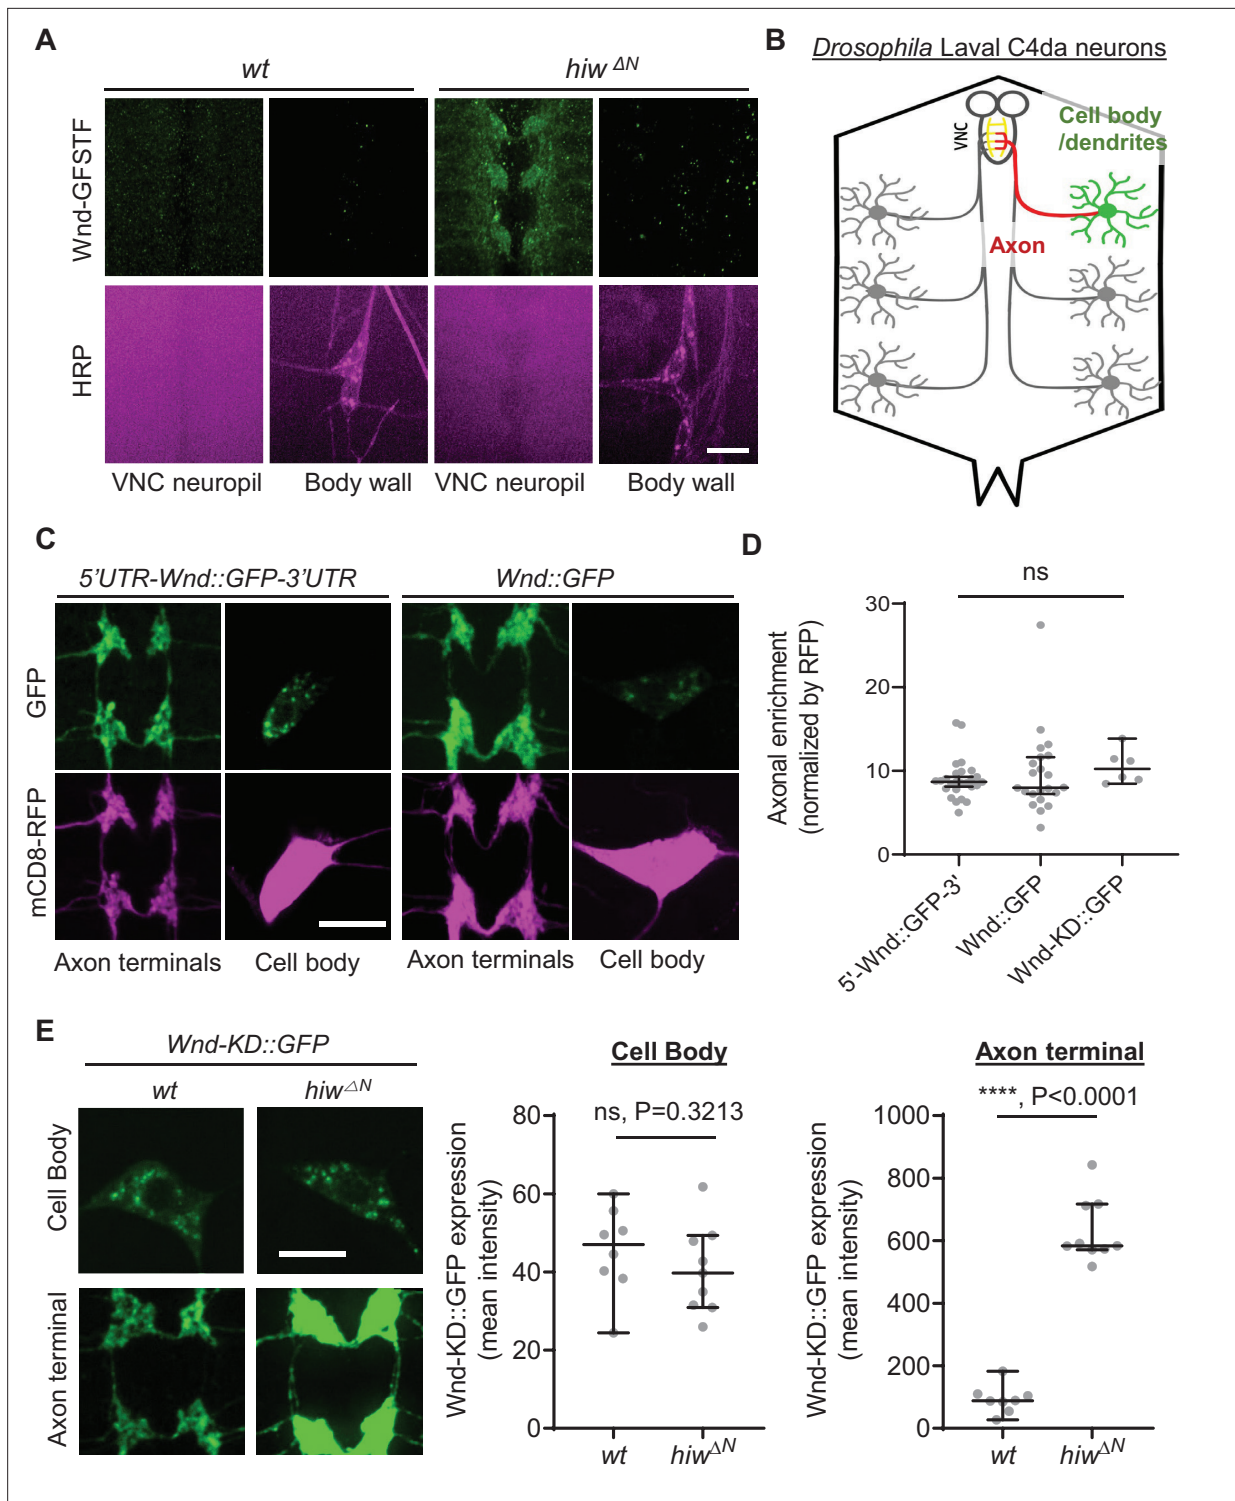 A
wt
hiw ΔN
Wnd-GFSTF
HRP
VNC neuropil
Body wall
VNC neuropil
Body wall
B
Drosophila Laval C4da neurons
VNC
Cell body
/dendrites
Axon
C
5'UTR-Wnd::GFP-3'UTR
Wnd::GFP
GFP
mCD8-RFP
Axon terminals
Cell body
Axon terminals
Cell body
D
ns
Axonal enrichment
(normalized by RFP)
30
20
10
0
5'-Wnd::GFP-3'
Wnd::GFP
Wnd-KD::GFP
E
Wnd-KD::GFP
wt
hiwΔN
Cell Body
Axon terminal
Cell Body
ns, P=0.3213
Wnd-KD::GFP expression
(mean intensity)
80
60
40
20
0
wt
hiwΔN
Axon terminal
****, P<0.0001
Wnd-KD::GFP expression
(mean intensity)
1000
800
600
400
200
0
wt
hiwΔN